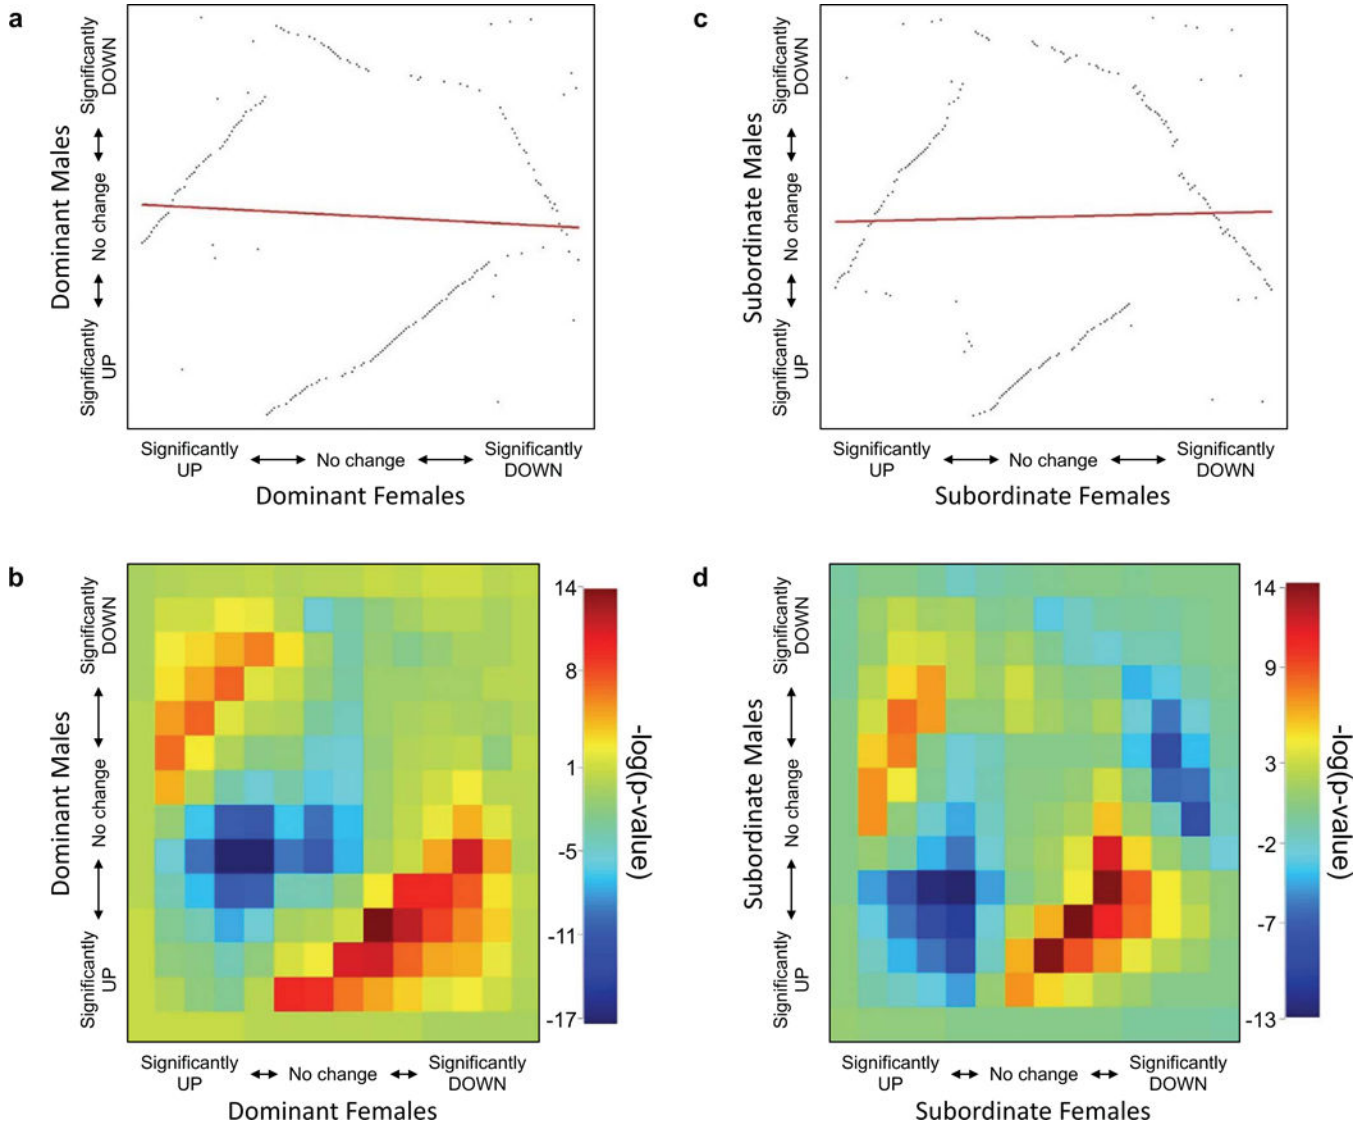 a
Significantly
DOWN
No change
Significantly
UP
Dominant Males
Significantly
UP
No change
Significantly
DOWN
Dominant Females
c
Significantly
DOWN
No change
Significantly
UP
Subordinate Males
Significantly
UP
No change
Significantly
DOWN
Subordinate Females
b
Significantly
DOWN
No change
Significantly
UP
Dominant Males
14
8
1
-5
-11
-17
-log(p-value)
Significantly
UP
No change
Significantly
DOWN
Dominant Females
d
Significantly
DOWN
No change
Significantly
UP
Subordinate Males
14
9
3
-2
-7
-13
-log(p-value)
Significantly
UP
No change
Significantly
DOWN
Subordinate Females